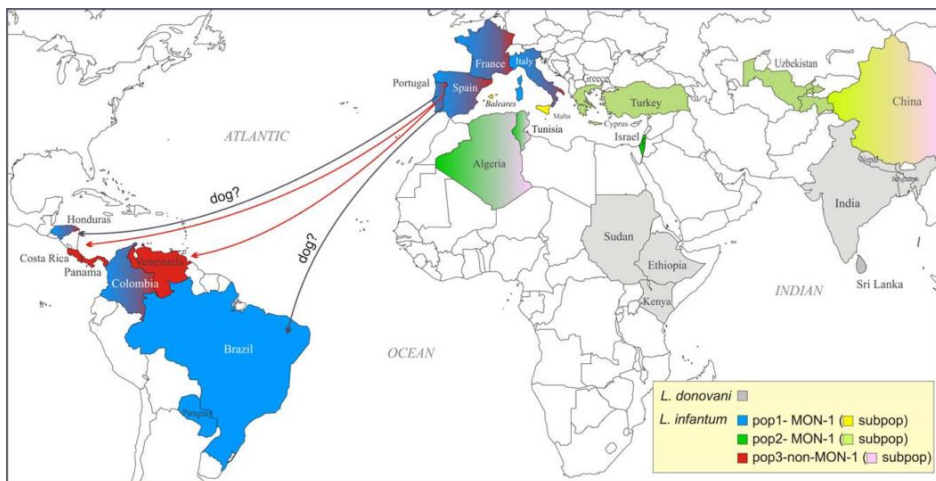 France
Italy
Portugal
Spain
Baleares
Greece
Malta
Turkey
Cyprus
Uzbekistan
China
ATLANTIC
Tunisia
Israel
Algeria
Nepal
Bangladesh
India
dog?
Honduras
dog?
Sudan
Costa Rica
Panama
Venezuela
Colombia
Ethiopia
Kenya
Sri Lanka
INDIAN
Brazil
OCEAN
Paraguay
L. donovani
L. infantum
pop1- MON-1 ( subpop)
pop2- MON-1 ( subpop)
pop3-non-MON-1 ( subpop)